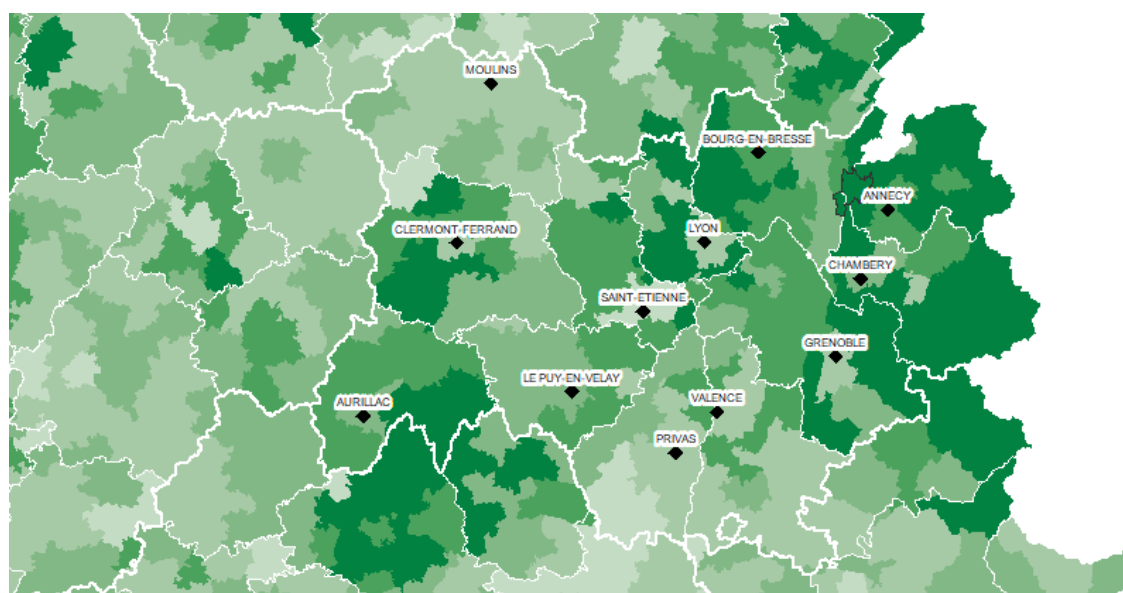 MOULINS
BOURG-EN-BRESSE
ANNECY
CLERMONT-FERRAND
LYON
CHAMBERY
SAINT-ETIENNE
GRENOBLE
LE PUY-EN-VELAY
AURILLAC
VALENCE
PRIVAS